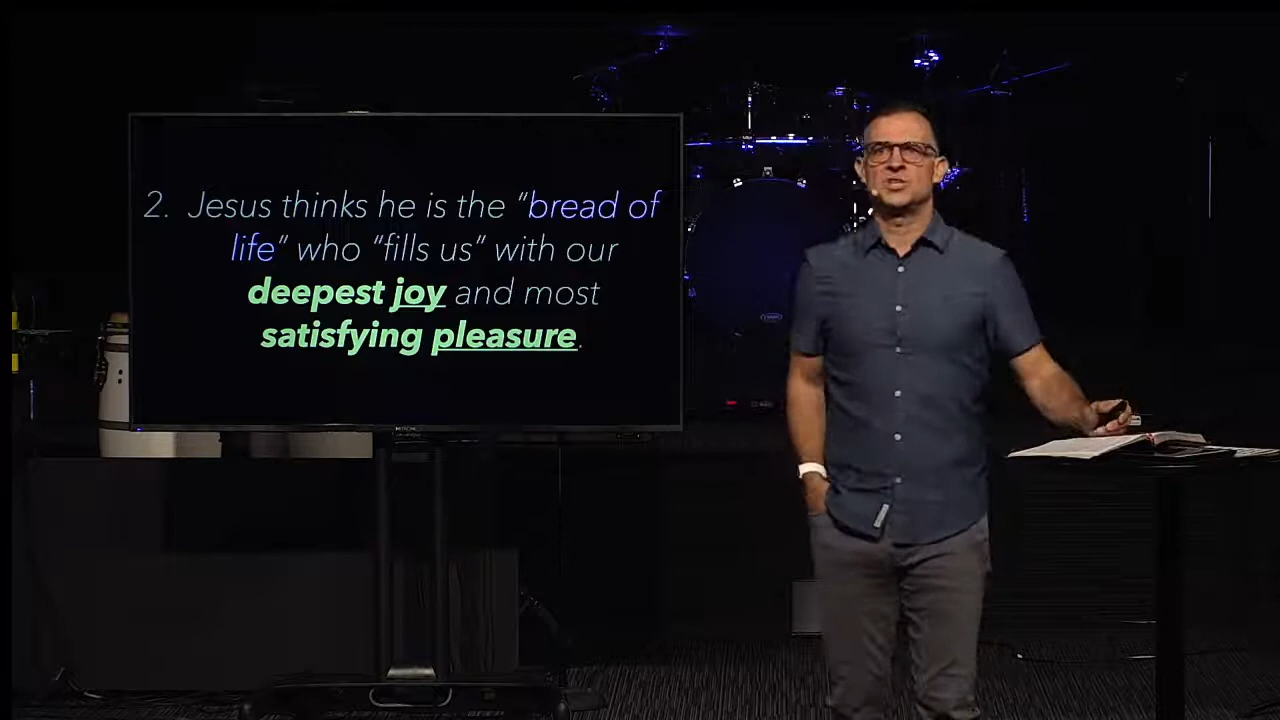 2. Jesus thinks he is the “bread of
life“ who “fills us“ with our
deepest joy and most
satisfying pleasure.